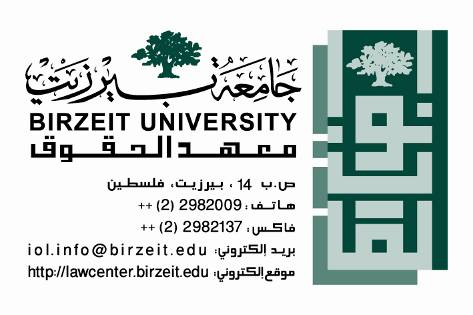 جامعة بيرزيت
BIRZEIT UNIVERSITY
معهد الحقوق
ص.ب 14 ، بيرزيت، فلسطين
هاتف : 2982009 (2) ++
فاكس : 2982137 (2) ++
بريد إلكتروني: iol.info@birzeit.edu
موقع إلكتروني: http://lawcenter.birzeit.edu